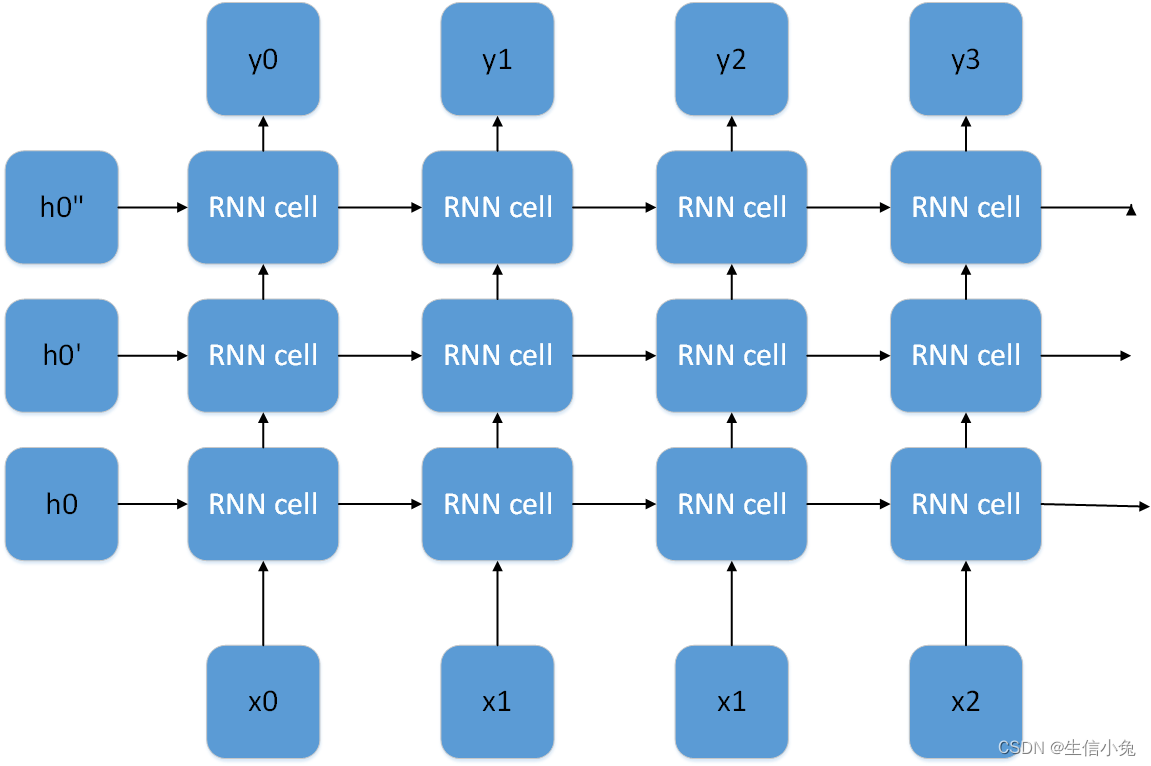 y0 y1 y2 y3
h0" RNN cell RNN cell RNN cell RNN cell
h0' RNN cell RNN cell RNN cell RNN cell
h0 RNN cell RNN cell RNN cell RNN cell
x0 x1 x1 x2
CSDN @生信小兔